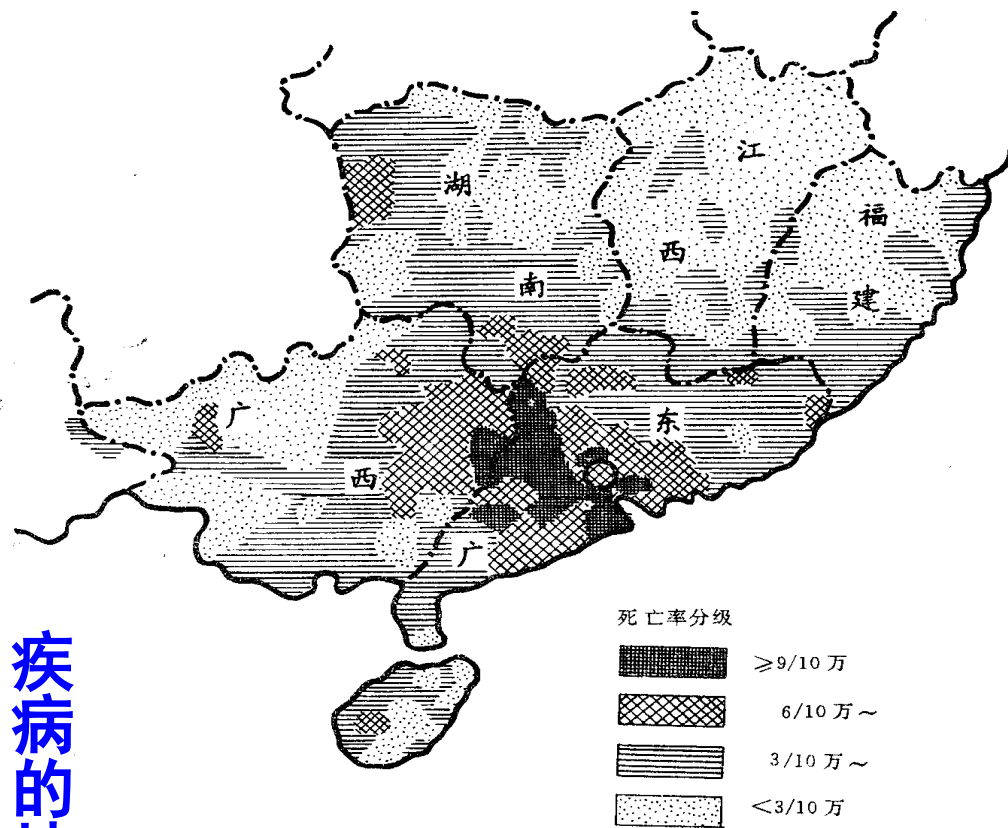 湖
南
江
西
福
建
广
西
广
东
死亡率分级
≥9/10万
6/10万~
3/10万~
<3/10万
疾病的